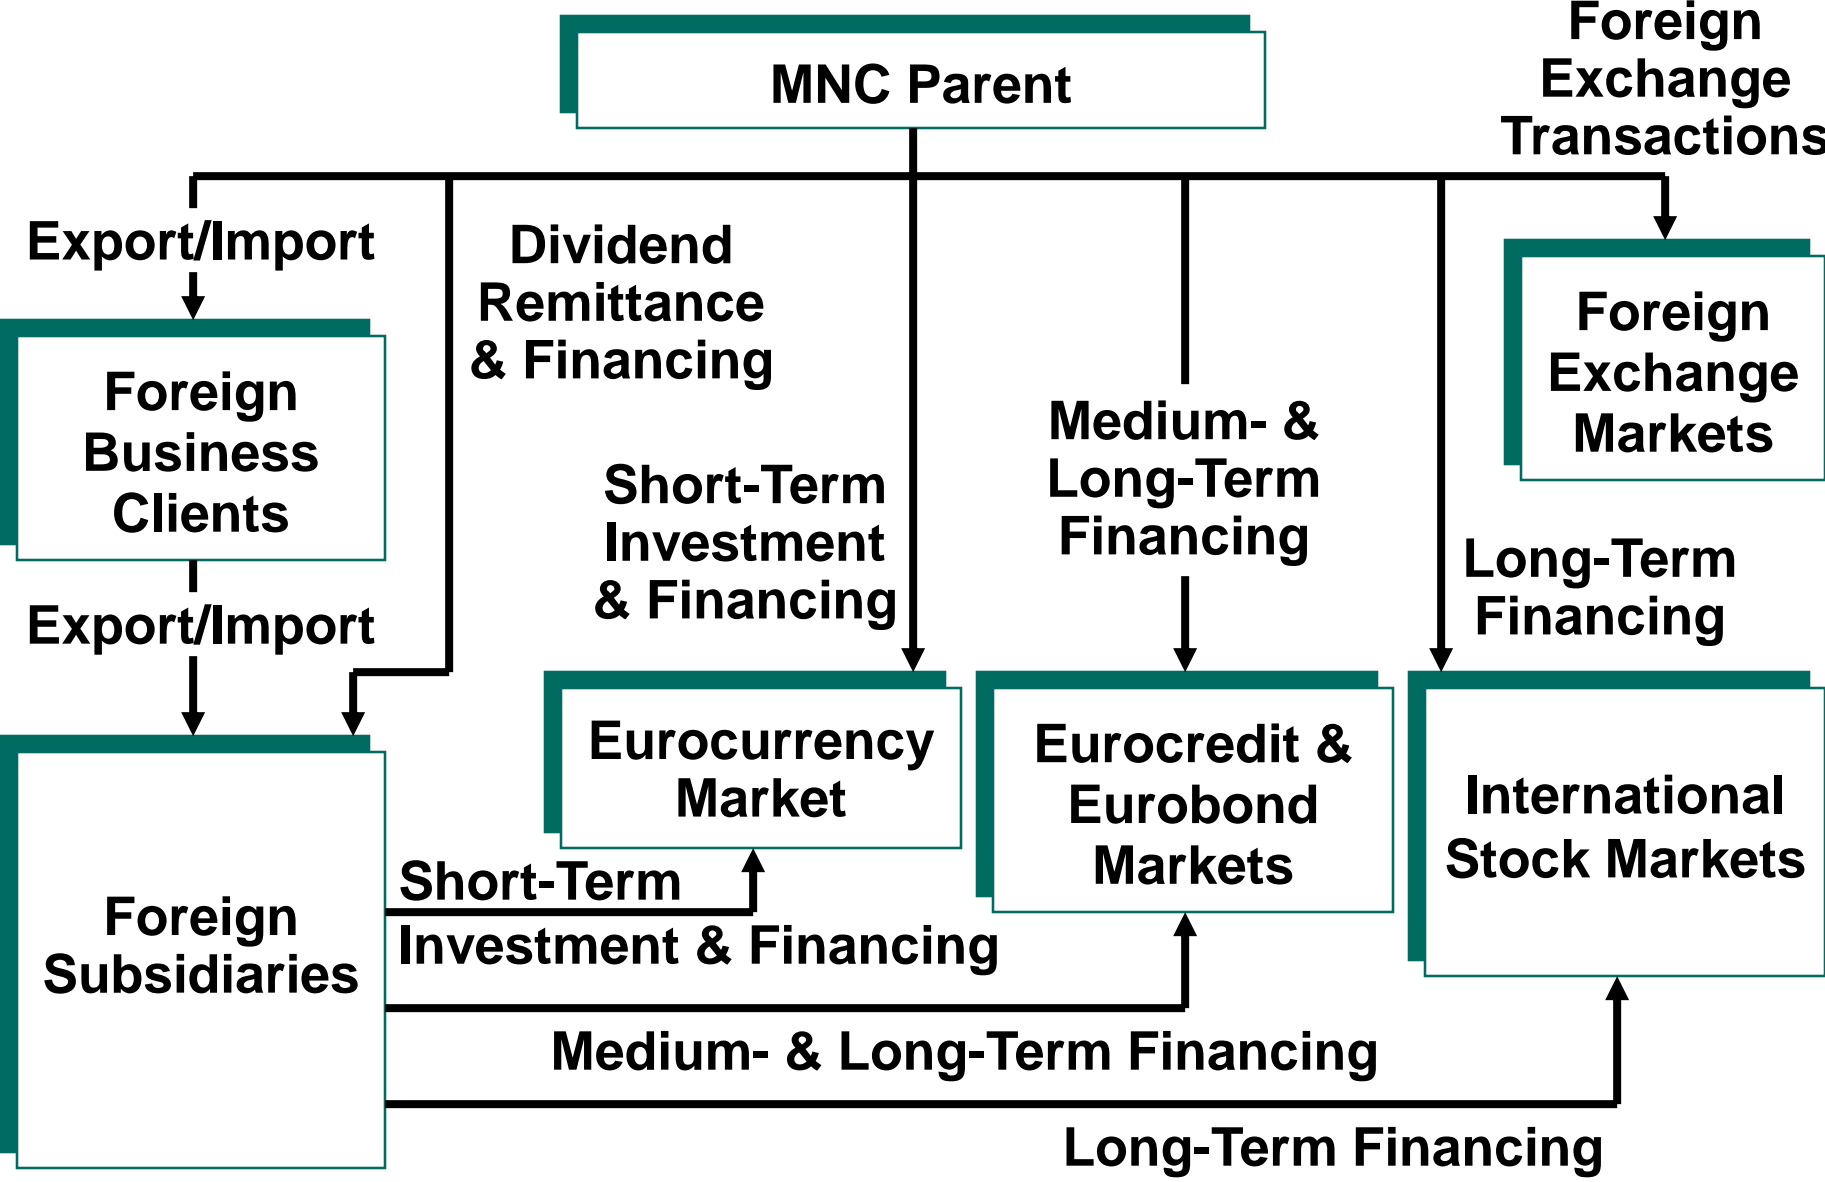 MNC Parent
Foreign
Exchange
Transactions
Export/Import
Dividend
Remittance
& Financing
Foreign
Exchange
Markets
Foreign
Business
Clients
Short-Term
Investment
& Financing
Medium- &
Long-Term
Financing
Long-Term
Financing
Export/Import
Eurocurrency
Market
Eurocredit &
Eurobond
Markets
International
Stock Markets
Foreign
Subsidiaries
Short-Term
Investment & Financing
Medium- & Long-Term Financing
Long-Term Financing